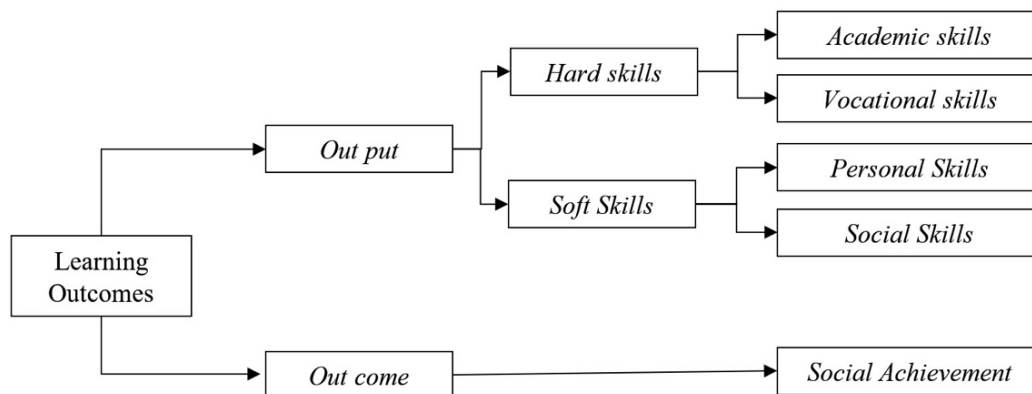 Academic skills
Hard skills
Vocational skills
Out put
Personal Skills
Soft Skills
Social Skills
Learning
Outcomes
Out come
Social Achievement